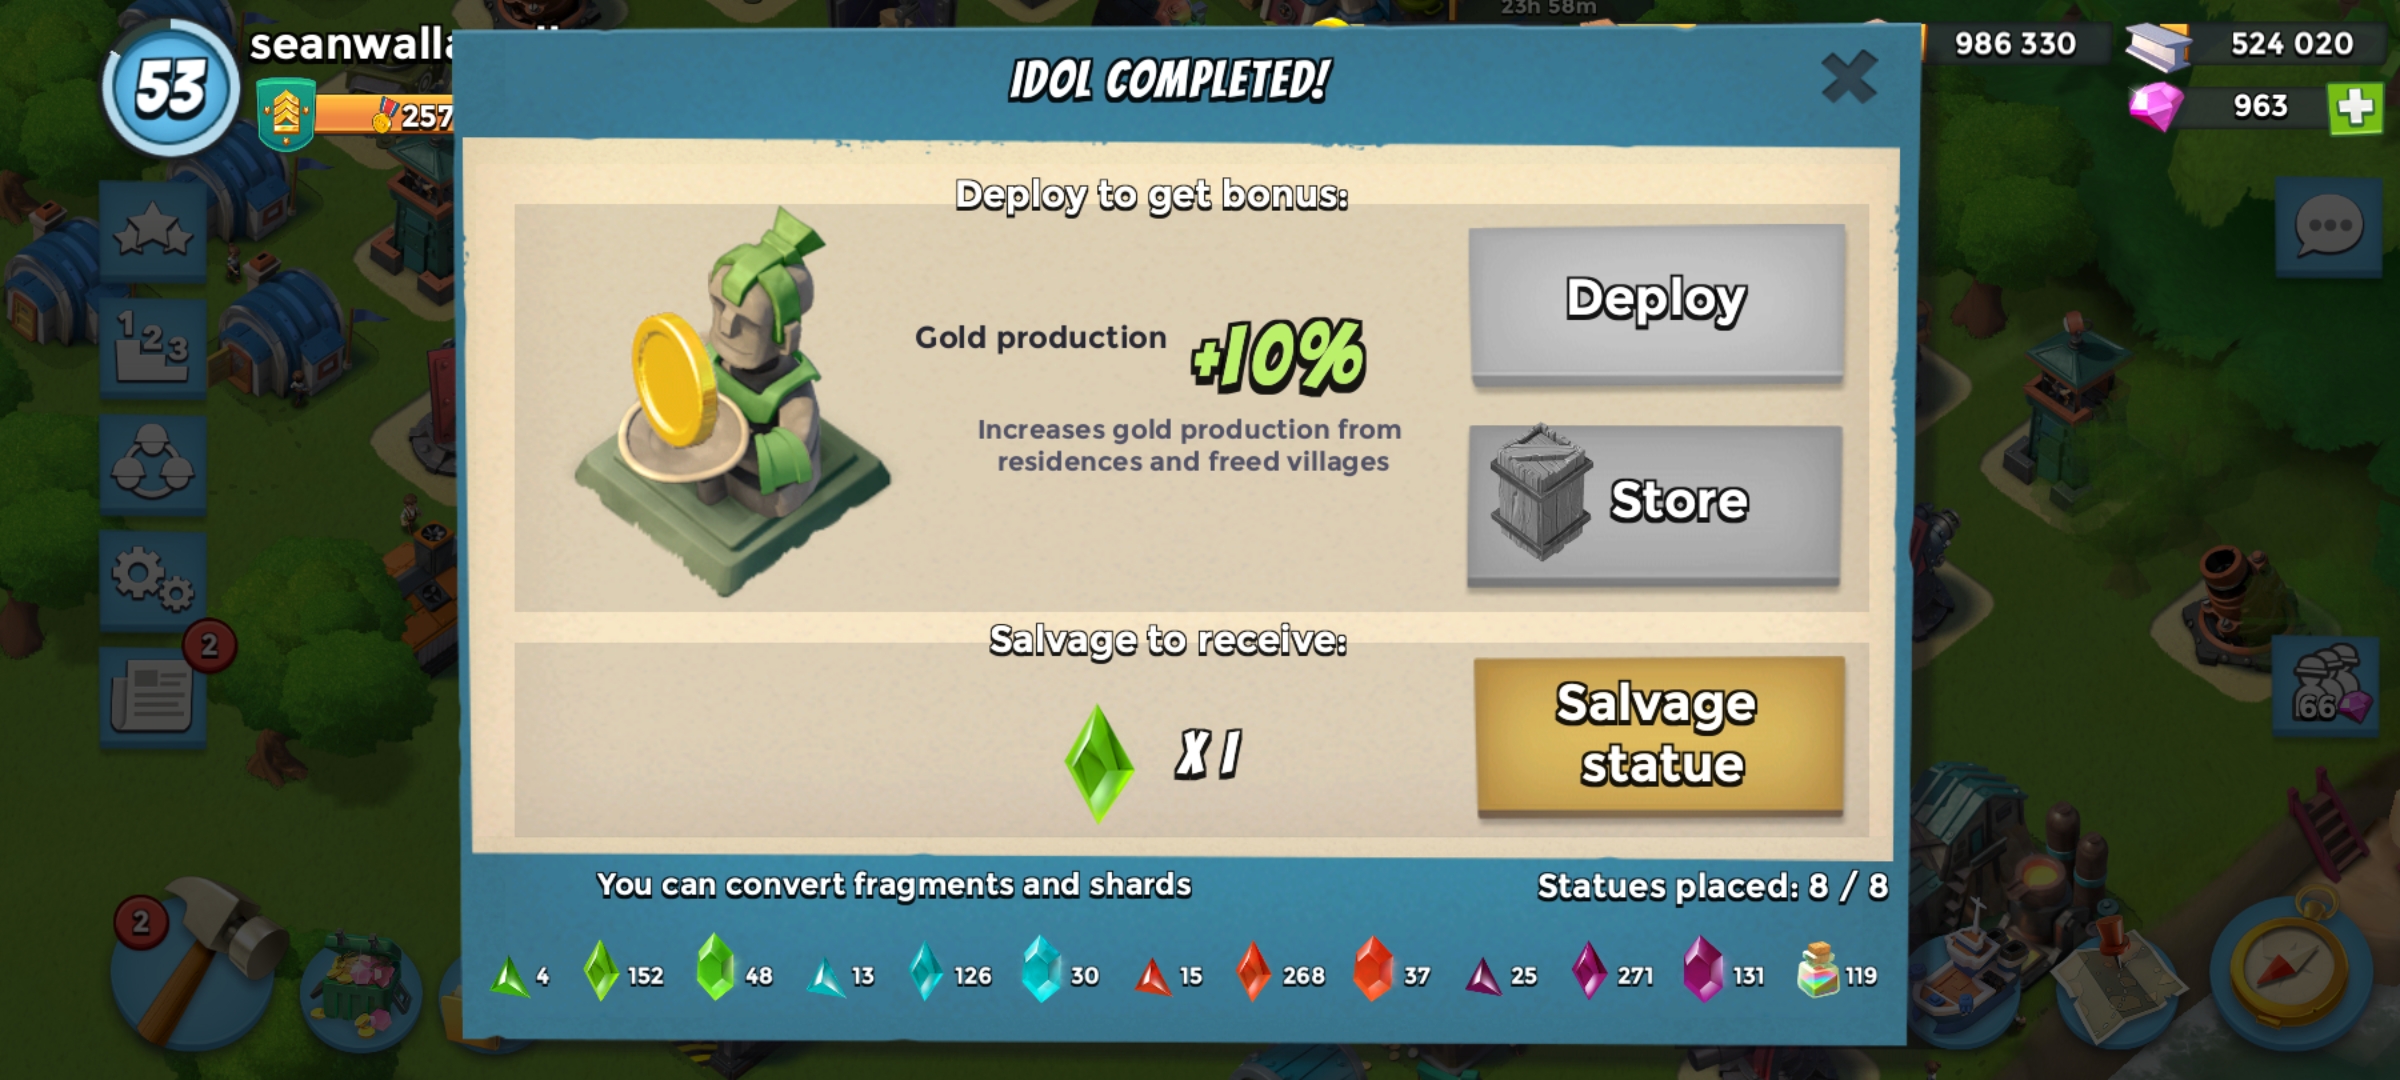 23h 58m
53
986 330
524 020
257
963
IDOL COMPLETED!
Deploy to get bonus:
Deploy
Gold production +10%
Increases gold production from
residences and freed villages
Store
1 2 3
2
Salvage to receive:
X 1
Salvage
statue
66
You can convert fragments and shards
Statues placed: 8 / 8
2
4 152 48 13 126 30 15 268 37 25 271 131 119